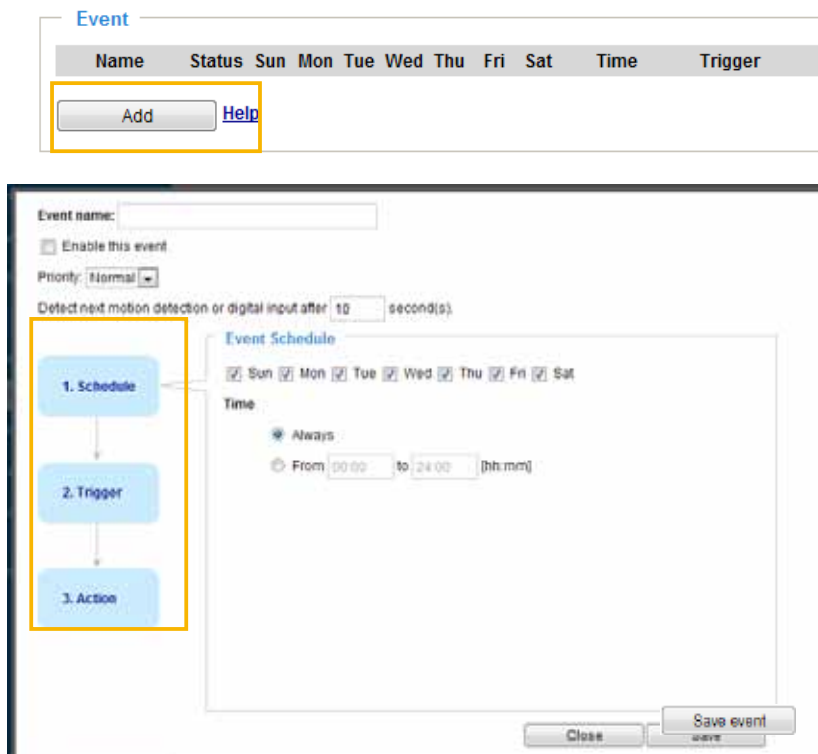 Event
Name Status Sun Mon Tue Wed Thu Fri Sat Time Trigger
Add Help
Event name:
Enable this event
Priority: Normal
Detect next motion detection or digital input after 10 second(s).
Event Schedule
1. Schedule
Sun Mon Tue Wed Thu Fri Sat
Time
Always
From 00:00 to 24:00 [hh:mm]
2. Trigger
3. Action
Save event
Close Save